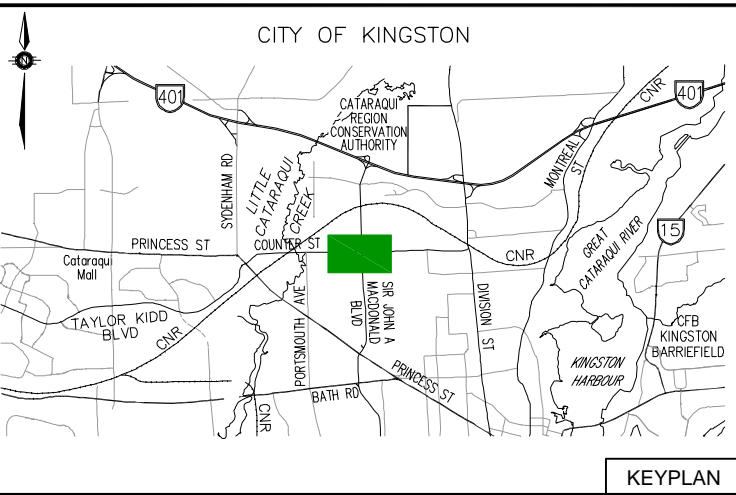 CITY OF KINGSTON
N
401
401
CNR
CATARAQUI
REGION
CONSERVATION
AUTHORITY
MONTREAL
ST
SYDENHAM RD
LITTLE
CATARAQUI
CREEK
15
GREAT
CATARAQUI RIVER
PRINCESS ST
COUNTER ST
CNR
Cataraqui
Mall
TAYLOR KIDD
BLVD
CNR
PORTSMOUTH AVE
SIR JOHN A
MACDONALD
BLVD
DIVISION ST
CFB
KINGSTON
BARRIEFIELD
KINGSTON
HARBOUR
PRINCESS ST
BATH RD
CNR
KEYPLAN